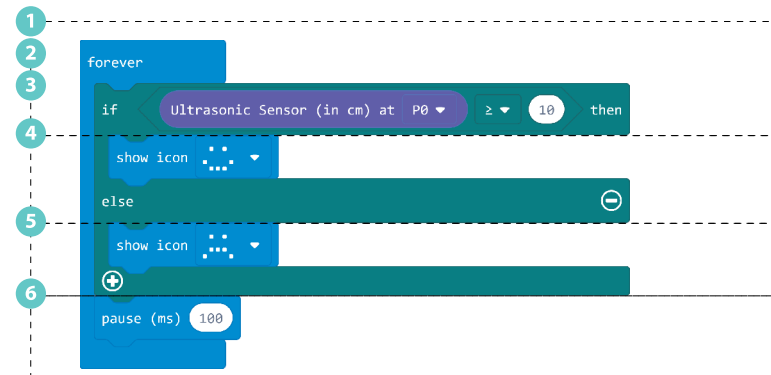 1
2
forever
3
if Ultrasonic Sensor (in cm) at P0 ≥ 10 then
4
show icon
else
5
show icon
6
pause (ms) 100